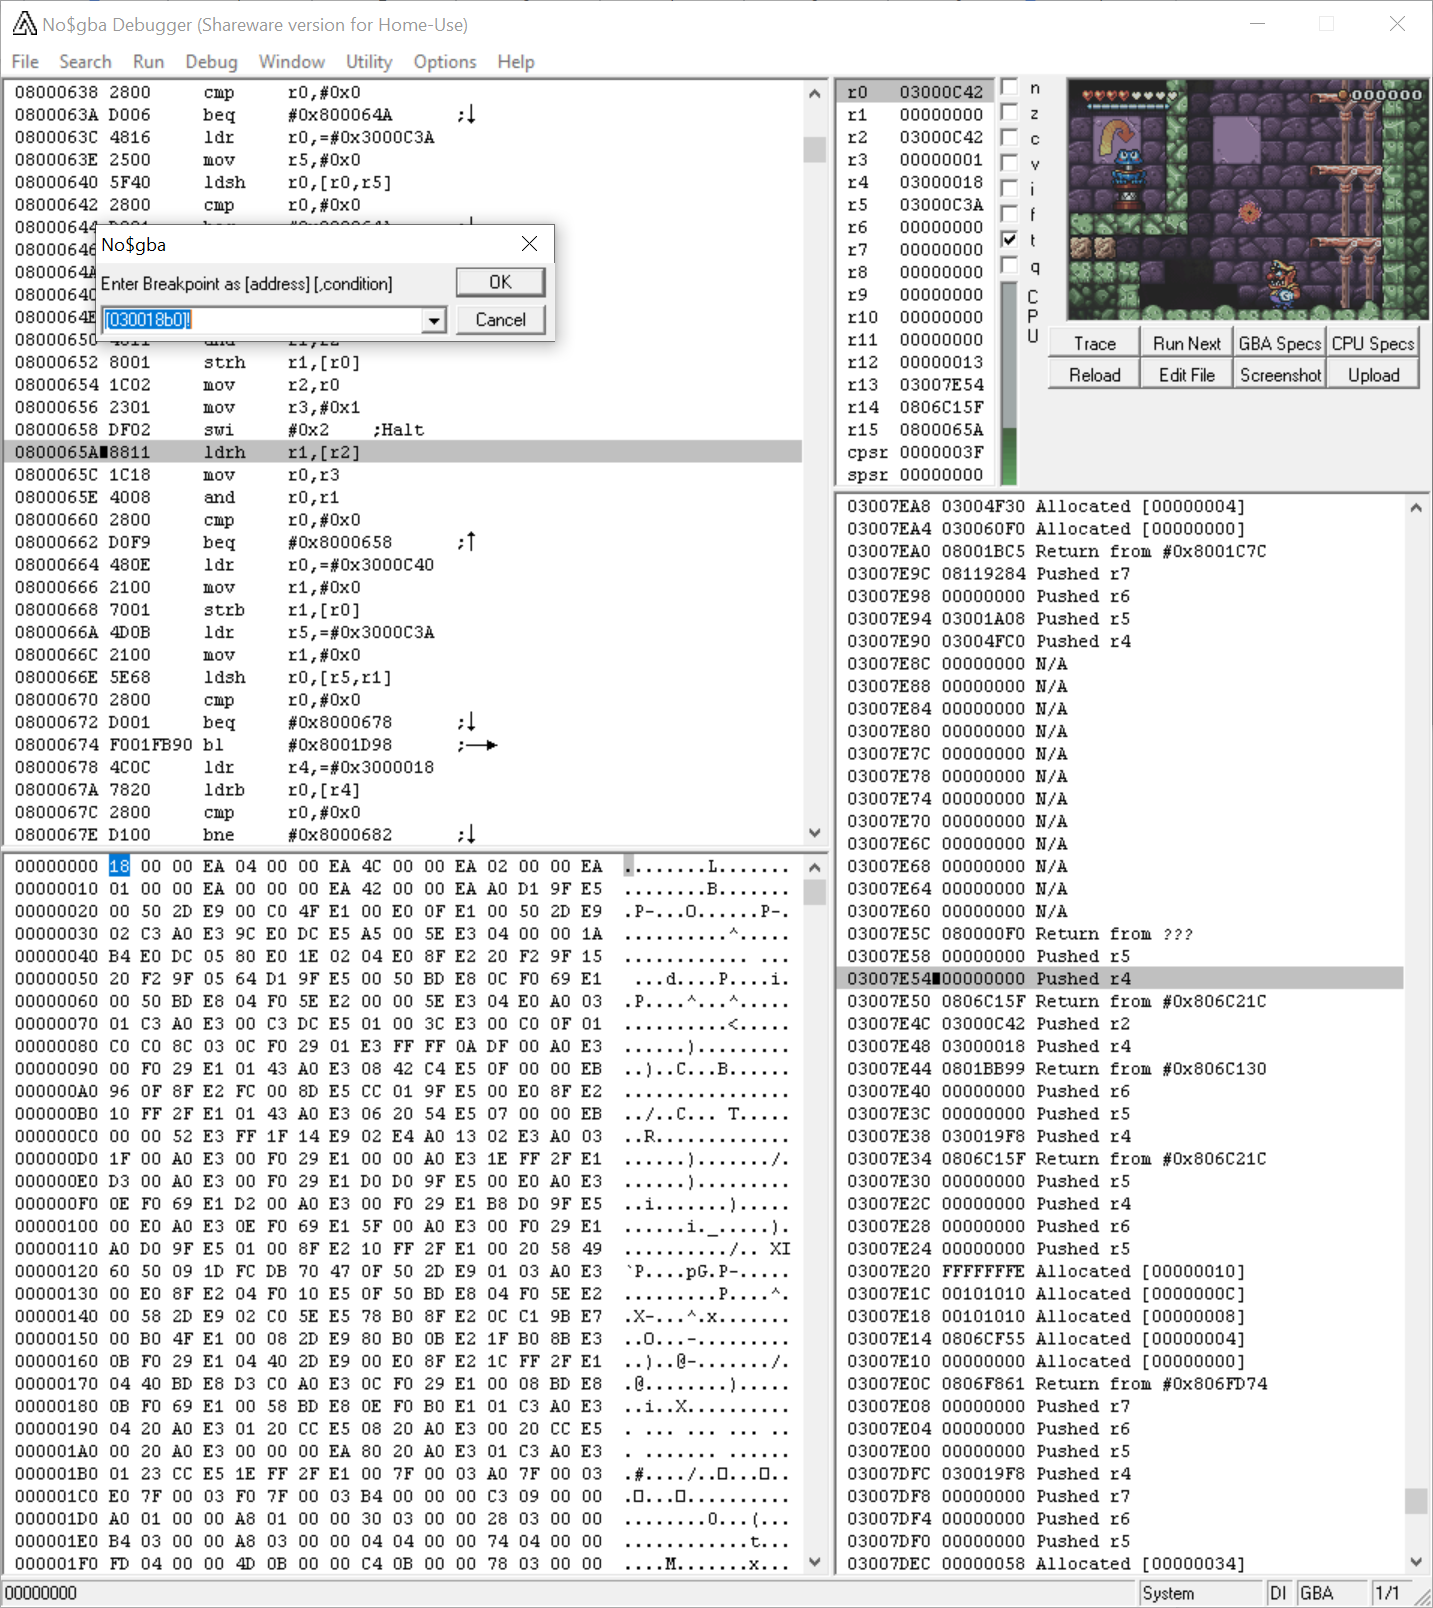 No$gba Debugger (Shareware version for Home-Use)
File Search Run Debug Window Utility Options Help
08000638 2800 cmp r0,#0x0
0800063A D006 beq #0x800064A ;↓
0800063C 4816 ldr r0,=#0x3000C3A
0800063E 2500 mov r5,#0x0
08000640 5F40 ldsh r0,[r0,r5]
08000642 2800 cmp r0,#0x0
No$gba
Enter Breakpoint as [address] [,condition]
OK
[030018b0]!
Cancel
08000652 8001 strh r1,[r0]
08000654 1C02 mov r2,r0
08000656 2301 mov r3,#0x1
08000658 DF02 swi #0x2 ;Halt
0800065A 8811 ldrh r1,[r2]
0800065C 1C18 mov r0,r3
0800065E 4008 and r0,r1
08000660 2800 cmp r0,#0x0
08000662 D0F9 beq #0x8000658 ;↑
08000664 480E ldr r0,=#0x3000C40
08000666 2100 mov r1,#0x0
08000668 7001 strb r1,[r0]
0800066A 4D0B ldr r5,=#0x3000C3A
0800066C 2100 mov r1,#0x0
0800066E 5E68 ldsh r0,[r5,r1]
08000670 2800 cmp r0,#0x0
08000672 D001 beq #0x8000678 ;↓
08000674 F001FB90 bl #0x8001D98 ;→
08000678 4C0C ldr r4,=#0x3000018
0800067A 7820 ldrb r0,[r4]
0800067C 2800 cmp r0,#0x0
0800067E D100 bne #0x8000682 ;↓
r0 03000C42
r1 00000000
r2 03000C42
r3 00000001
r4 03000018
r5 03000C3A
r6 00000000
r7 00000000
r8 00000000
r9 00000000
r10 00000000
r11 00000000
r12 00000013
r13 03007E54
r14 0806C15F
r15 0800065A
cpsr 0000003F
spsr 00000000
n
z
c
v
i
f
t
q
C
P
U
000000
Trace Run Next GBA Specs CPU Specs
Reload Edit File Screenshot Upload
03007EA8 03004F30 Allocated [00000004]
03007EA4 030060F0 Allocated [00000000]
03007EA0 08001BC5 Return from #0x8001C7C
03007E9C 08119284 Pushed r7
03007E98 00000000 Pushed r6
03007E94 03001A08 Pushed r5
03007E90 03004FC0 Pushed r4
03007E8C 00000000 N/A
03007E88 00000000 N/A
03007E84 00000000 N/A
03007E80 00000000 N/A
03007E7C 00000000 N/A
03007E78 00000000 N/A
03007E74 00000000 N/A
03007E70 00000000 N/A
03007E6C 00000000 N/A
03007E68 00000000 N/A
03007E64 00000000 N/A
03007E60 00000000 N/A
03007E5C 080000F0 Return from ???
03007E58 00000000 Pushed r5
03007E54 00000000 Pushed r4
03007E50 0806C15F Return from #0x806C21C
03007E4C 03000C42 Pushed r2
03007E48 03000018 Pushed r4
03007E44 0801BB99 Return from #0x806C130
03007E40 00000000 Pushed r6
03007E3C 00000000 Pushed r5
03007E38 030019F8 Pushed r4
03007E34 0806C15F Return from #0x806C21C
03007E30 00000000 Pushed r5
03007E2C 00000000 Pushed r4
03007E28 00000000 Pushed r6
03007E24 00000000 Pushed r5
03007E20 FFFFFFFE Allocated [00000010]
03007E1C 00101010 Allocated [0000000C]
03007E18 00101010 Allocated [00000008]
03007E14 0806CF55 Allocated [00000004]
03007E10 00000000 Allocated [00000000]
03007E0C 0806F861 Return from #0x806FD74
03007E08 00000000 Pushed r7
03007E04 00000000 Pushed r6
03007E00 00000000 Pushed r5
03007DFC 030019F8 Pushed r4
03007DF8 00000000 Pushed r7
03007DF4 00000000 Pushed r6
03007DF0 00000000 Pushed r5
03007DEC 00000058 Allocated [00000034]
00000000 18 00 00 EA 04 00 00 EA 4C 00 00 EA 02 00 00 EA ........L.......
00000010 01 00 00 EA 00 00 00 EA 42 00 00 EA A0 D1 9F E5 ........B.......
00000020 00 50 2D E9 00 C0 4F E1 00 E0 0F E1 00 50 2D E9 .P-...O......P-.
00000030 02 C3 A0 E3 9C E0 DC E5 A5 00 5E E3 04 00 00 1A ..........^.....
00000040 B4 E0 DC 05 80 E0 1E 02 04 E0 8F E2 20 F2 9F 15 ............ ...
00000050 20 F2 9F 05 64 D1 9F E5 00 50 BD E8 0C F0 69 E1  ...d....P....i.
00000060 00 50 BD E8 04 F0 5E E2 00 00 5E E3 04 E0 A0 03 .P....^...^.....
00000070 01 C3 A0 E3 00 C3 DC E5 01 00 3C E3 00 C0 0F 01 ..........<.....
00000080 C0 C0 8C 03 0C F0 29 01 E3 FF FF 0A DF 00 A0 E3 ......).........
00000090 00 F0 29 E1 01 43 A0 E3 08 42 C4 E5 0F 00 00 EB ..)..C...B......
000000A0 96 0F 8F E2 FC 00 8D E5 CC 01 9F E5 00 E0 8F E2 ................
000000B0 10 FF 2F E1 01 43 A0 E3 06 20 54 E5 07 00 00 EB ../..C... T.....
000000C0 00 00 52 E3 FF 1F 14 E9 02 E4 A0 13 02 E3 A0 03 ..R.............
000000D0 1F 00 A0 E3 00 F0 29 E1 00 00 A0 E3 1E FF 2F E1 ......)......./.
000000E0 D3 00 A0 E3 00 F0 29 E1 D0 D0 9F E5 00 E0 A0 E3 ......).........
000000F0 0E F0 69 E1 D2 00 A0 E3 00 F0 29 E1 B8 D0 9F E5 ..i.......).....
00000100 00 E0 A0 E3 0E F0 69 E1 5F 00 A0 E3 00 F0 29 E1 ......i._.....).
00000110 A0 D0 9F E5 01 00 8F E2 10 FF 2F E1 00 20 58 49 ........../.. XI
00000120 60 50 09 1D FC DB 70 47 0F 50 2D E9 01 03 A0 E3 `P....pG.P-.....
00000130 00 E0 8F E2 04 F0 10 E5 0F 50 BD E8 04 F0 5E E2 .........P....^.
00000140 00 58 2D E9 02 C0 5E E5 78 B0 8F E2 0C C1 9B E7 .X-...^.x.......
00000150 00 B0 4F E1 00 08 2D E9 80 B0 0B E2 1F B0 8B E3 ..O...-.........
00000160 0B F0 29 E1 04 40 2D E9 00 E0 8F E2 1C FF 2F E1 ..)..@-......./.
00000170 04 40 BD E8 D3 C0 A0 E3 0C F0 29 E1 00 08 BD E8 .@........).....
00000180 0B F0 69 E1 00 58 BD E8 0E F0 B0 E1 01 C3 A0 E3 ..i..X..........
00000190 04 20 A0 E3 01 20 CC E5 08 20 A0 E3 00 20 CC E5 . ... ... ... ..
000001A0 00 20 A0 E3 00 00 00 EA 80 20 A0 E3 01 C3 A0 E3 . ....... ......
000001B0 01 23 CC E5 1E FF 2F E1 00 7F 00 03 A0 7F 00 03 .#..../..□...□..
000001C0 E0 7F 00 03 F0 7F 00 03 B4 00 00 00 C3 09 00 00 .□...□..........
000001D0 A0 01 00 00 A8 01 00 00 30 03 00 00 28 03 00 00 ........0...(...
000001E0 B4 03 00 00 A8 03 00 00 04 04 00 00 74 04 00 00 ............t...
000001F0 FD 04 00 00 4D 0B 00 00 C4 0B 00 00 78 03 00 00 ....M.......x...
00000000
System DI GBA 1/1